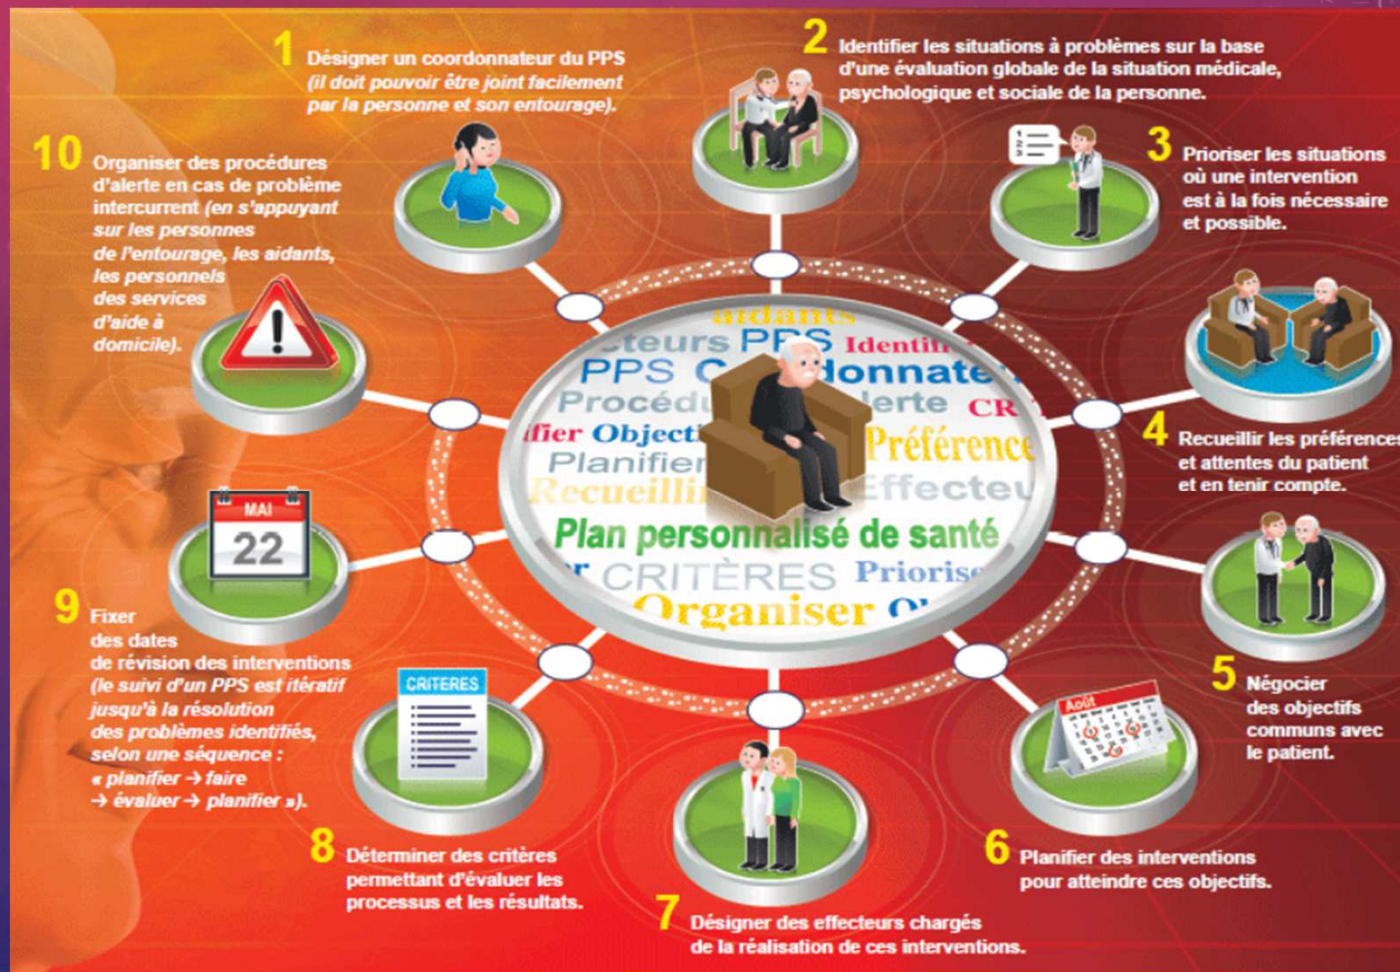 1 Désigner un coordonnateur du PPS
(il doit pouvoir être joint facilement
par la personne et son entourage).
2 Identifier les situations à problèmes sur la base
d'une évaluation globale de la situation médicale,
psychologique et sociale de la personne.
3 Prioriser les situations
où une intervention
est à la fois nécessaire
et possible.
4 Recueillir les préférences
et attentes du patient
et en tenir compte.
5 Négocier
des objectifs
communs avec
le patient.
6 Planifier des interventions
pour atteindre ces objectifs.
Août
7 Désigner des effecteurs chargés
de la réalisation de ces interventions.
8 Déterminer des critères
permettant d'évaluer les
processus et les résultats.
CRITERES
9 Fixer
des dates
de révision des interventions
(le suivi d'un PPS est itératif
jusqu'à la résolution
des problèmes identifiés,
selon une séquence :
« planifier → faire
→ évaluer → planifier »).
MAI
22
10 Organiser des procédures
d'alerte en cas de problème
intercurrent (en s'appuyant
sur les personnes
de l'entourage, les aidants,
les personnels
des services
d'aide à
domicile).
aidants
cteurs PPS Identifi
PPS C donnate
Procédu lerte CR
ifier Objecti Préférence
Planifier
Recueilli Effecteu
Plan personnalisé de santé
r CRITÈRES Prioris
Organiser
1
2
3